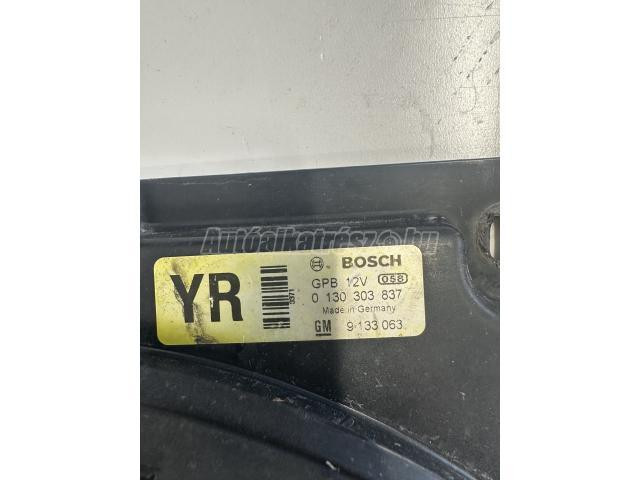 Autóalkatrész.hu
BOSCH
YR
GPB 12V 058
0 130 303 837
Made in Germany
GM 9 133 063